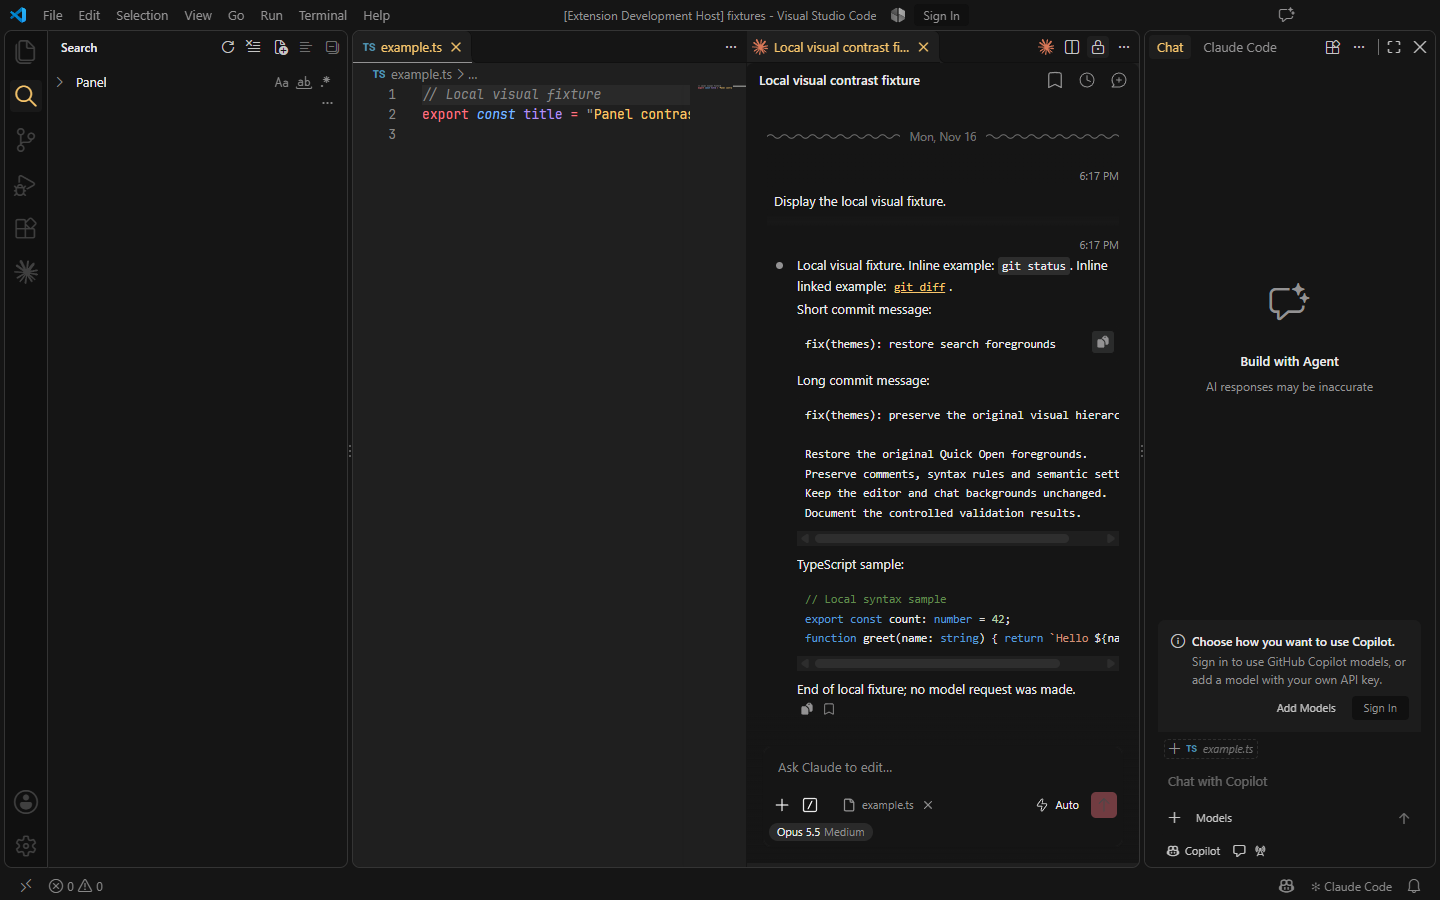 File Edit Selection View Go Run Terminal Help
[Extension Development Host] fixtures - Visual Studio Code
Sign In
Search
Panel
Aa ab .*
TS example.ts
TS example.ts > ...
1 // Local visual fixture
2 export const title = "Panel contras
3
Local visual contrast fi...
Local visual contrast fixture
Mon, Nov 16
6:17 PM
Display the local visual fixture.
6:17 PM
Local visual fixture. Inline example: git status. Inline
linked example: git diff .
Short commit message:
fix(themes): restore search foregrounds
Long commit message:
fix(themes): preserve the original visual hierarc
Restore the original Quick Open foregrounds.
Preserve comments, syntax rules and semantic sett
Keep the editor and chat backgrounds unchanged.
Document the controlled validation results.
TypeScript sample:
// Local syntax sample
export const count: number = 42;
function greet(name: string) { return `Hello ${na
End of local fixture; no model request was made.
Ask Claude to edit...
example.ts
Auto
Opus 5.5 Medium
Chat Claude Code
Build with Agent
AI responses may be inaccurate
Choose how you want to use Copilot.
Sign in to use GitHub Copilot models, or
add a model with your own API key.
Add Models Sign In
TS example.ts
Chat with Copilot
Models
Copilot
0 0
Claude Code